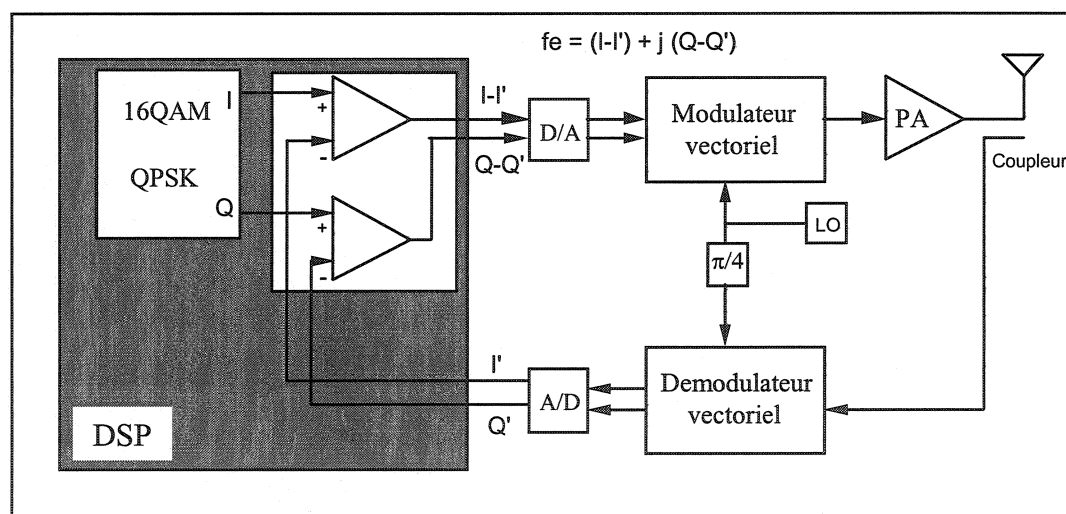 fe = (I-I') + j (Q-Q')
16QAM
QPSK
I
Q
+
-
+
-
I-I'
Q-Q'
D/A
Modulateur
vectoriel
PA
Coupleur
LO
π/4
I'
Q'
A/D
Demodulateur
vectoriel
DSP